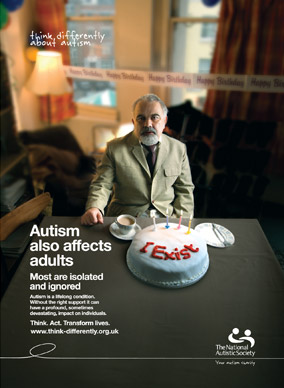 think differently
about autism
Happy Birthday Happy Birthday Happy Birthday
I Exist
Autism
also affects
adults
Most are isolated
and ignored
Autism is a lifelong condition.
Without the right support it can
have a profound, sometimes
devastating, impact on individuals.
Think. Act. Transform lives.
www.think-differently.org.uk
The National
Autistic Society
Your autism charity